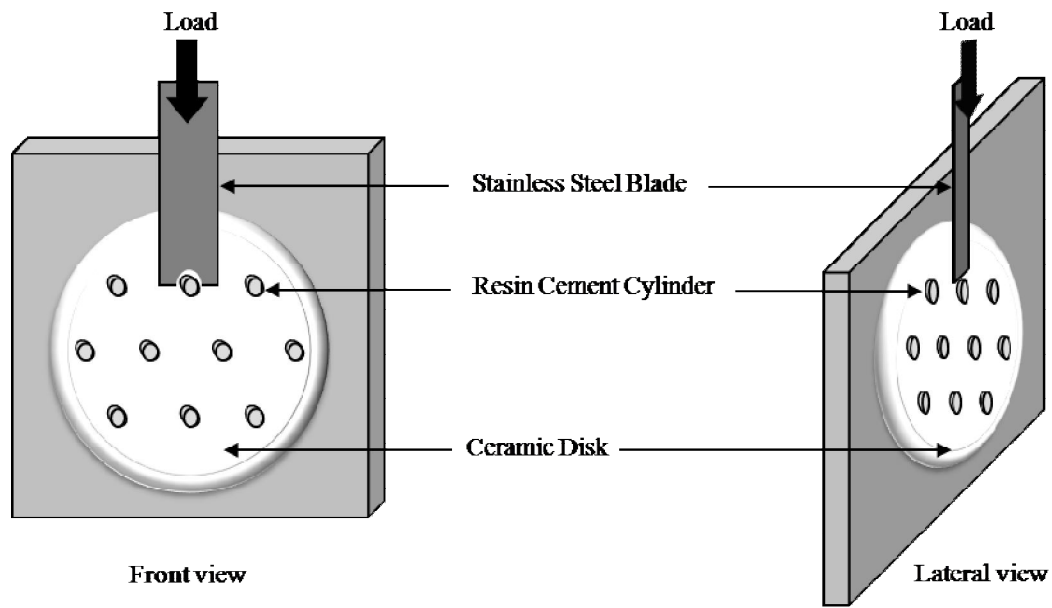 Load
Load
Stainless Steel Blade
Resin Cement Cylinder
Ceramic Disk
Front view
Lateral view